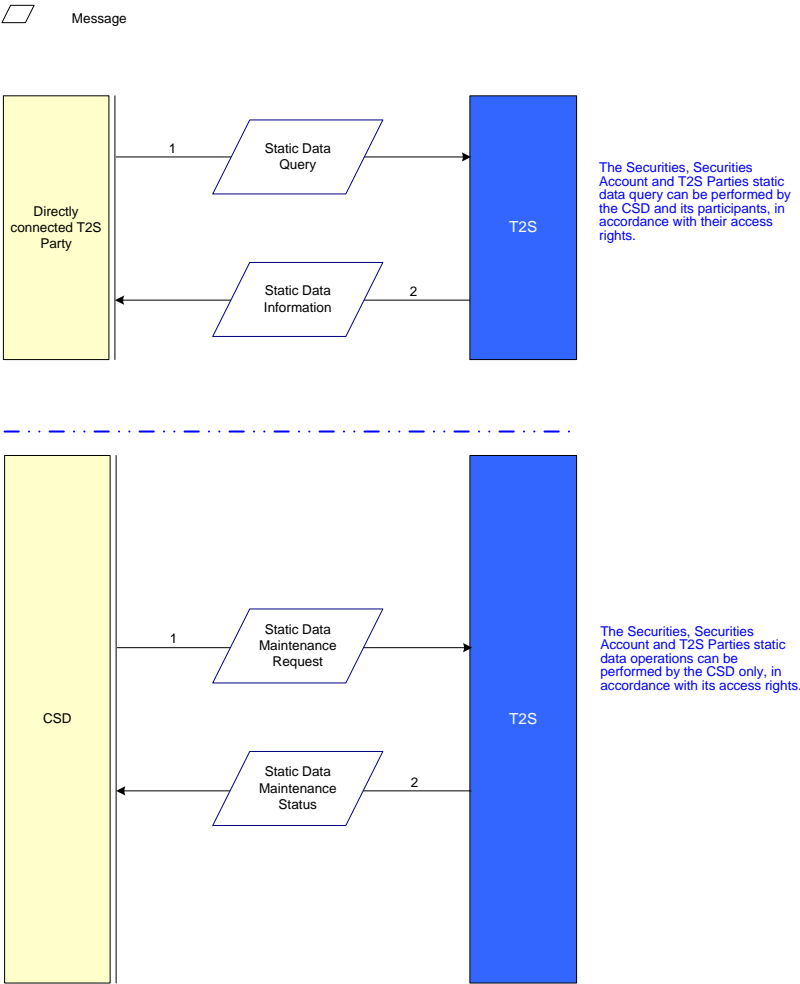 Message
1
Static Data
Query
Directly
connected T2S
Party
T2S
The Securities, Securities
Account and T2S Parties static
data query can be performed by
the CSD and its participants, in
accordance with their access
rights.
Static Data
Information
2
1
Static Data
Maintenance
Request
The Securities, Securities
Account and T2S Parties static
data operations can be
performed by the CSD only, in
accordance with its access rights.
CSD
T2S
Static Data
Maintenance
Status
2